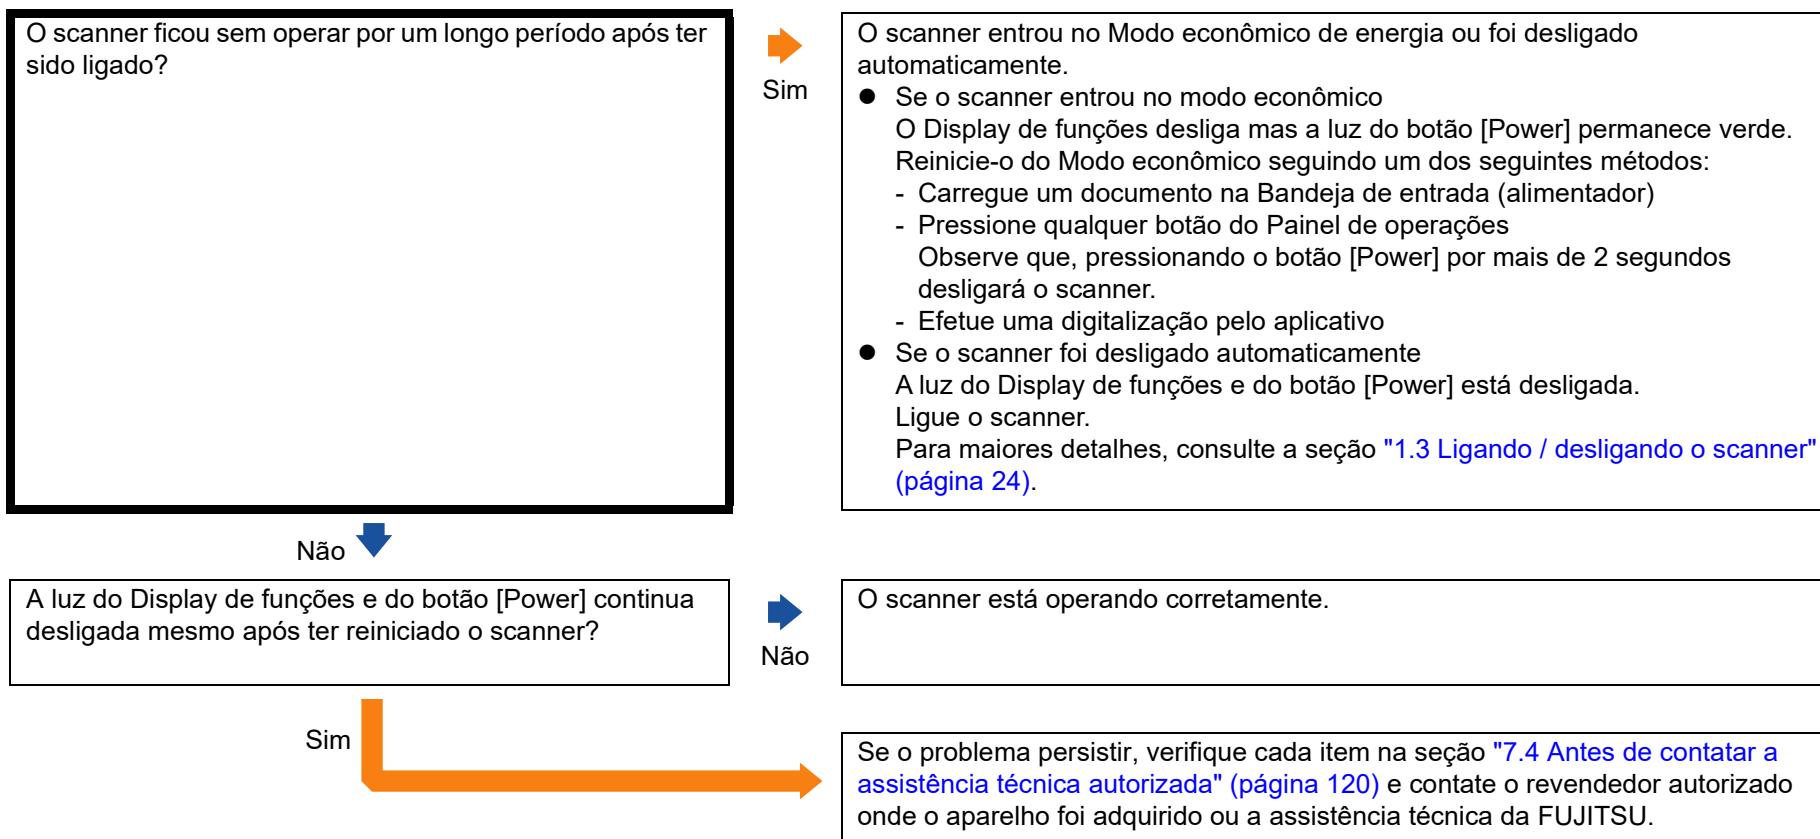 O scanner ficou sem operar por um longo período após ter
sido ligado?
Sim
O scanner entrou no Modo econômico de energia ou foi desligado
automaticamente.
● Se o scanner entrou no modo econômico
O Display de funções desliga mas a luz do botão [Power] permanece verde.
Reinicie-o do Modo econômico seguindo um dos seguintes métodos:
- Carregue um documento na Bandeja de entrada (alimentador)
- Pressione qualquer botão do Painel de operações
Observe que, pressionando o botão [Power] por mais de 2 segundos
desligará o scanner.
- Efetue uma digitalização pelo aplicativo
● Se o scanner foi desligado automaticamente
A luz do Display de funções e do botão [Power] está desligada.
Ligue o scanner.
Para maiores detalhes, consulte a seção "1.3 Ligando / desligando o scanner"
(página 24).
Não
A luz do Display de funções e do botão [Power] continua
desligada mesmo após ter reiniciado o scanner?
Não
O scanner está operando corretamente.
Sim
Se o problema persistir, verifique cada item na seção "7.4 Antes de contatar a
assistência técnica autorizada" (página 120) e contate o revendedor autorizado
onde o aparelho foi adquirido ou a assistência técnica da FUJITSU.